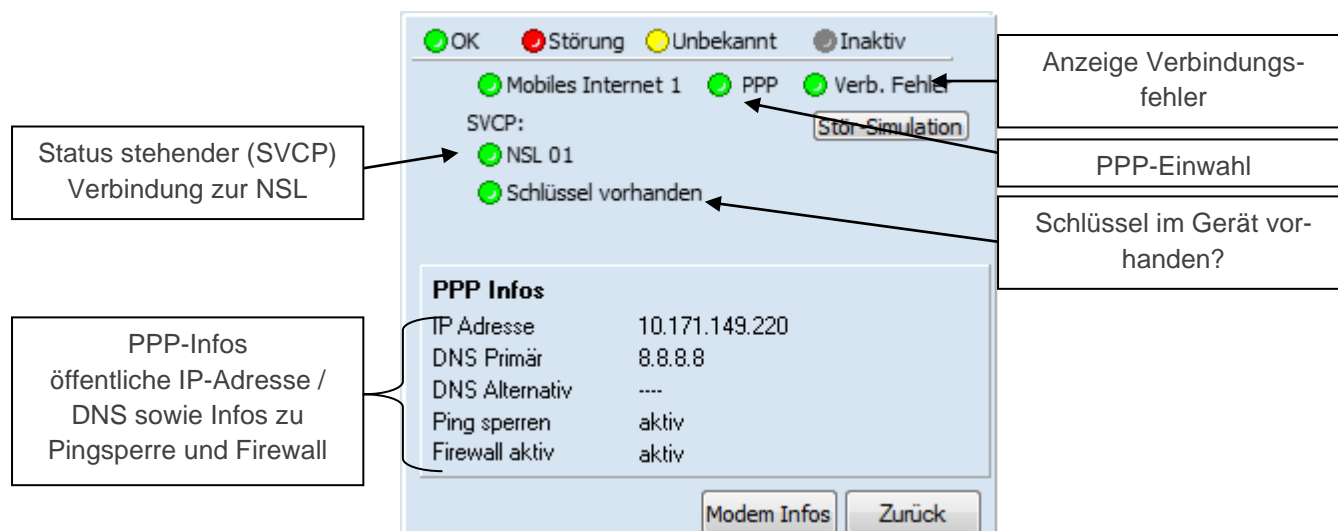 OK Störung Unbekannt Inaktiv
Mobiles Internet 1 PPP Verb. Fehler
SVCP:
Stör-Simulation
NSL 01
Schlüssel vorhanden
PPP Infos
IP Adresse 10.171.149.220
DNS Primär 8.8.8.8
DNS Alternativ ----
Ping sperren aktiv
Firewall aktiv aktiv
Modem Infos Zurück
Status stehender (SVCP)
Verbindung zur NSL
PPP-Infos
öffentliche IP-Adresse /
DNS sowie Infos zu
Pingsperre und Firewall
Anzeige Verbindungs-
fehler
PPP-Einwahl
Schlüssel im Gerät vor-
handen?